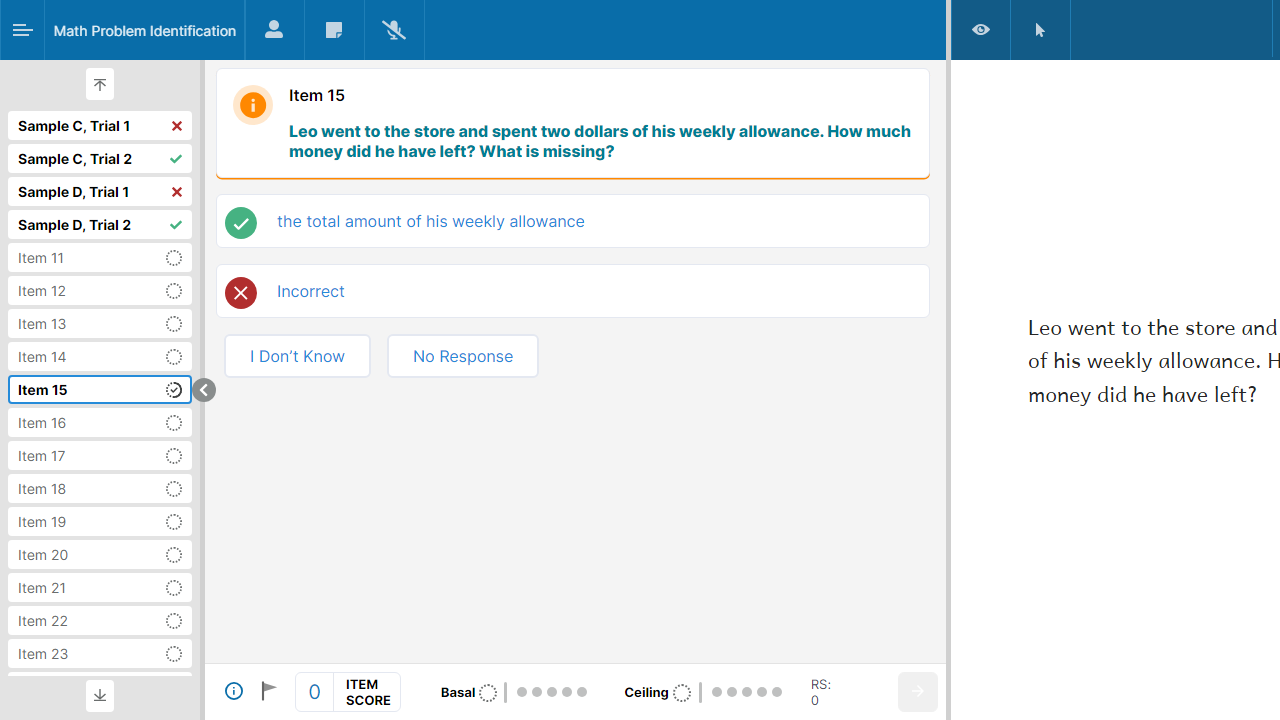 Math Problem Identification
Sample C, Trial 1
Sample C, Trial 2
Sample D, Trial 1
Sample D, Trial 2
Item 11
Item 12
Item 13
Item 14
Item 15
Item 16
Item 17
Item 18
Item 19
Item 20
Item 21
Item 22
Item 23
Item 15
Leo went to the store and spent two dollars of his weekly allowance. How much
money did he have left? What is missing?
the total amount of his weekly allowance
Incorrect
I Don’t Know
No Response
0
ITEM
SCORE
Basal
Ceiling
RS:
0
Leo went to the store and
of his weekly allowance. H
money did he have left?